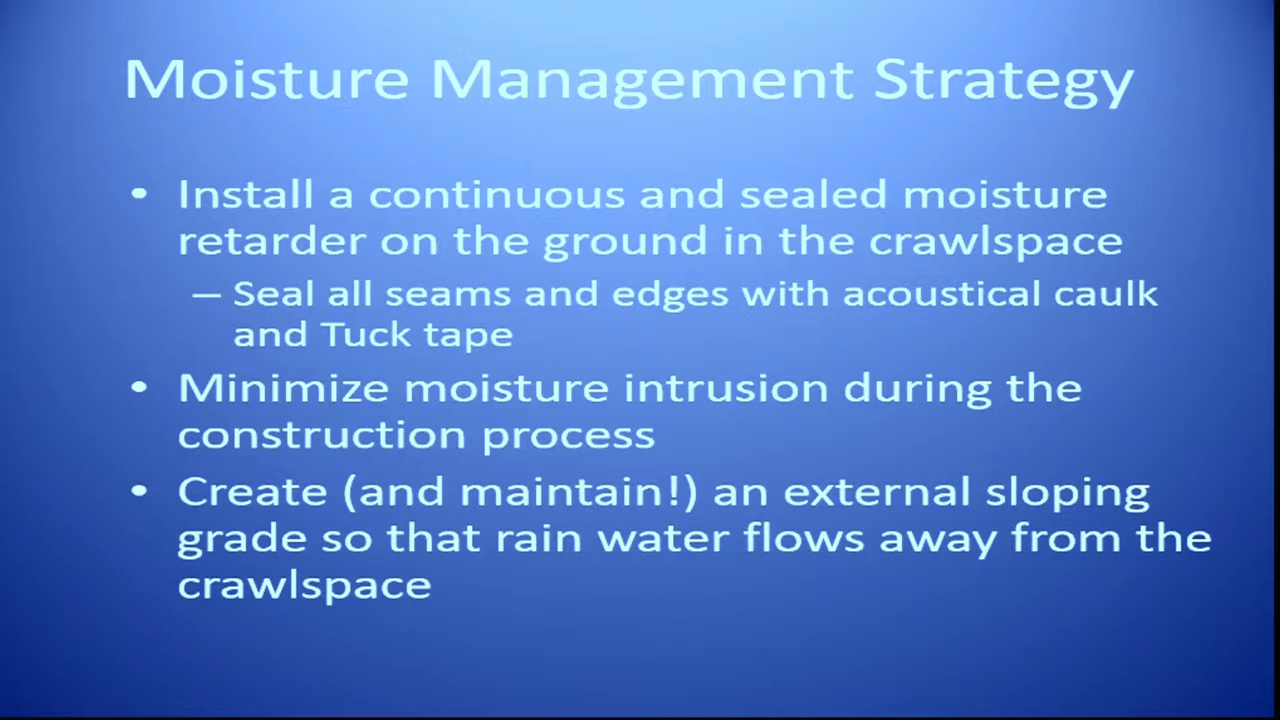 Moisture Management Strategy
• Install a continuous and sealed moisture
retarder on the ground in the crawlspace
– Seal all seams and edges with acoustical caulk
and Tuck tape
• Minimize moisture intrusion during the
construction process
• Create (and maintain!) an external sloping
grade so that rain water flows away from the
crawlspace